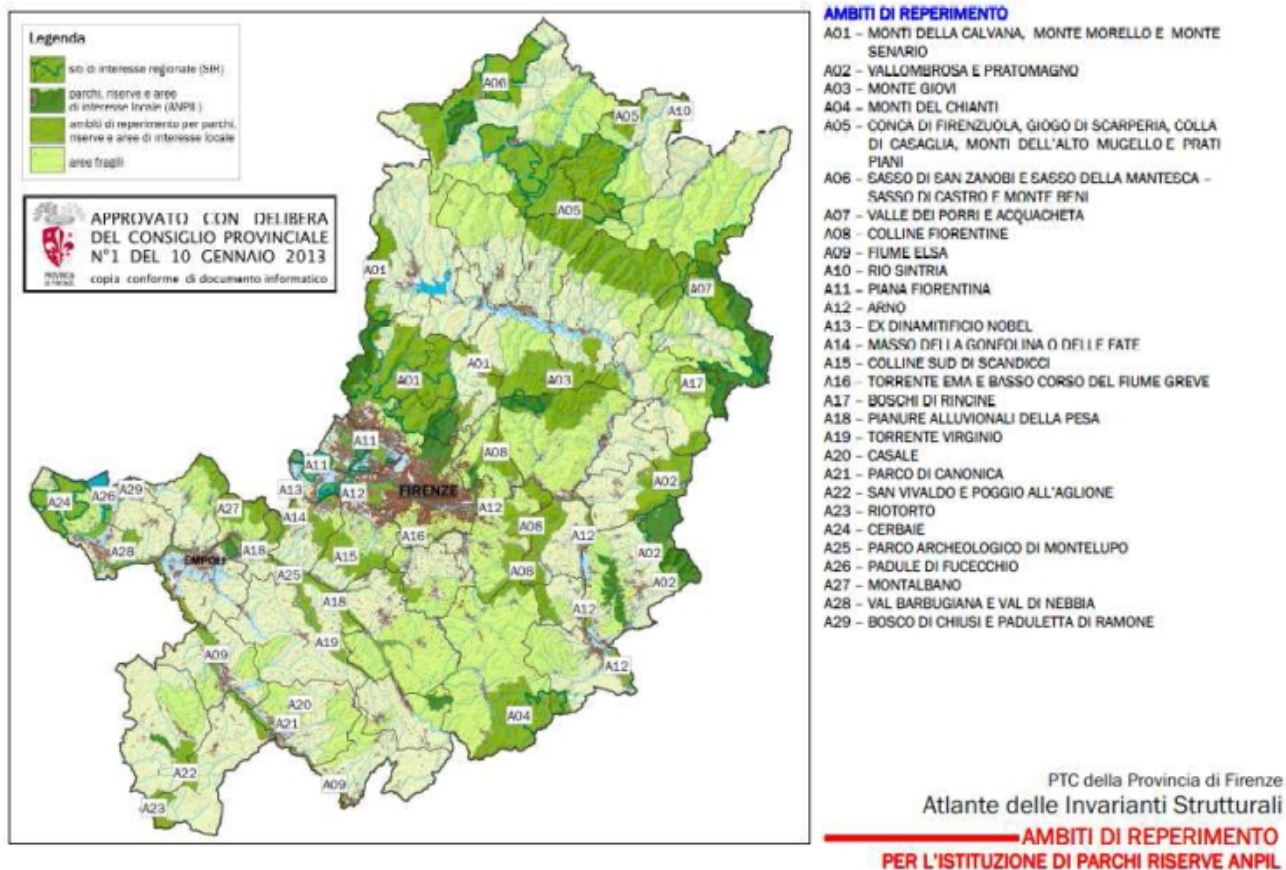 Legenda
siti di interesse regionale (SIR)
parchi, riserve e aree
di interesse locale (ANPIL)
ambiti di reperimento per parchi,
riserve e aree di interesse locale
aree fragili
APPROVATO CON DELIBERA
DEL CONSIGLIO PROVINCIALE
N°1 DEL 10 GENNAIO 2013
copia conforme di documento informatico
PROVINCIA
DI FIRENZE
A06
A05
A10
A05
A01
A07
A01
A01
A03
A17
A11
A08
A11
A02
A24
A26
A29
A13
A12
FIRENZE
A27
A14
A12
A08
A28
EMPOLI
A18
A15
A16
A12
A02
A25
A08
A02
A18
A12
A19
A09
A12
A20
A21
A04
A22
A09
A23
AMBITI DI REPERIMENTO
A01 – MONTI DELLA CALVANA, MONTE MORELLO E MONTE
SENARIO
A02 – VALLOMBROSA E PRATOMAGNO
A03 – MONTE GIOVI
A04 – MONTI DEL CHIANTI
A05 – CONCA DI FIRENZUOLA, GIOGO DI SCARPERIA, COLLA
DI CASAGLIA, MONTI DELL'ALTO MUGELLO E PRATI
PIANI
A06 – SASSO DI SAN ZANOBI E SASSO DELLA MANTESCA –
SASSO DI CASTRO E MONTE BENI
A07 – VALLE DEI PORRI E ACQUACHETA
A08 – COLLINE FIORENTINE
A09 – FIUME ELSA
A10 – RIO SINTRIA
A11 – PIANA FIORENTINA
A12 – ARNO
A13 – EX DINAMITIFICIO NOBEL
A14 – MASSO DELLA GONFOLINA O DELLE FATE
A15 – COLLINE SUD DI SCANDICCI
A16 – TORRENTE EMA E BASSO CORSO DEL FIUME GREVE
A17 – BOSCHI DI RINCINE
A18 – PIANURE ALLUVIONALI DELLA PESA
A19 – TORRENTE VIRGINIO
A20 – CASALE
A21 – PARCO DI CANONICA
A22 – SAN VIVALDO E POGGIO ALL'AGLIONE
A23 – RIOTORTO
A24 – CERBAIE
A25 – PARCO ARCHEOLOGICO DI MONTELUPO
A26 – PADULE DI FUCECCHIO
A27 – MONTALBANO
A28 – VAL BARBUGIANA E VAL DI NEBBIA
A29 – BOSCO DI CHIUSI E PADULETTA DI RAMONE
PTC della Provincia di Firenze
Atlante delle Invarianti Strutturali
AMBITI DI REPERIMENTO
PER L'ISTITUZIONE DI PARCHI RISERVE ANPIL